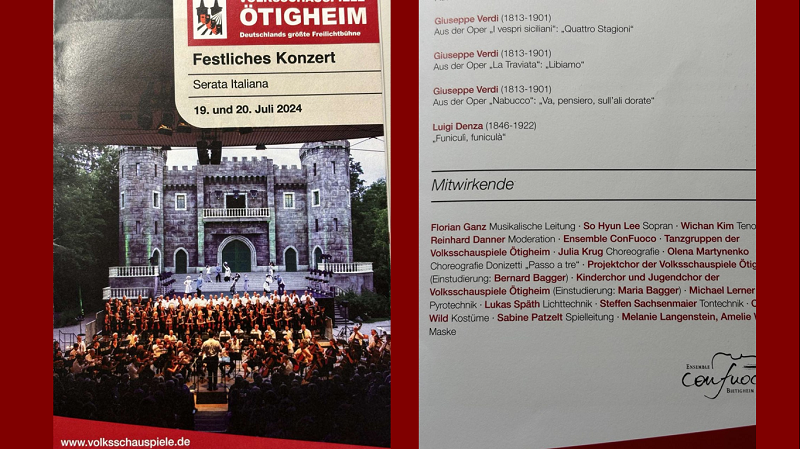 VOLKSSCHAUSPIELE
ÖTIGHEIM
Deutschlands größte Freilichtbühne
Festliches Konzert
Serata Italiana
19. und 20. Juli 2024
www.volksschauspiele.de
Giuseppe Verdi (1813-1901)
Aus der Oper „I vespri siciliani": „Quattro Stagioni"
Giuseppe Verdi (1813-1901)
Aus der Oper „La Traviata": „Libiamo"
Giuseppe Verdi (1813-1901)
Aus der Oper „Nabucco": „Va, pensiero, sull'ali dorate"
Luigi Denza (1846-1922)
„Funiculì, funiculà"
Mitwirkende
Florian Ganz Musikalische Leitung · So Hyun Lee Sopran · Wichan Kim Teno
Reinhard Danner Moderation · Ensemble ConFuoco · Tanzgruppen der
Volksschauspiele Ötigheim · Julia Krug Choreografie · Olena Martynenko
Choreografie Donizetti „Passo a tre" · Projektchor der Volksschauspiele Ötig
(Einstudierung: Bernard Bagger) · Kinderchor und Jugendchor der
Volksschauspiele Ötigheim (Einstudierung: Maria Bagger) · Michael Lerner
Pyrotechnik · Lukas Späth Lichttechnik · Steffen Sachsenmaier Tontechnik ·
Wild Kostüme · Sabine Patzelt Spielleitung · Melanie Langenstein, Amelie
Maske
ENSEMBLE
confuoco
BIETIGHEIM